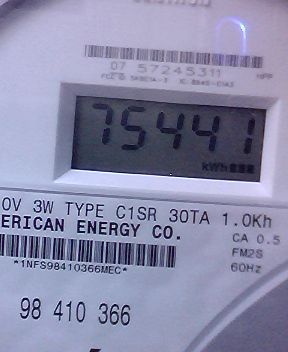 07 57245311
75441
kWh
0V 3W TYPE C1SR 30TA 1.0Kh
ERICAN ENERGY CO.
CA 0.5
FM2S
60Hz
*1NFS98410366MEC*
98 410 366